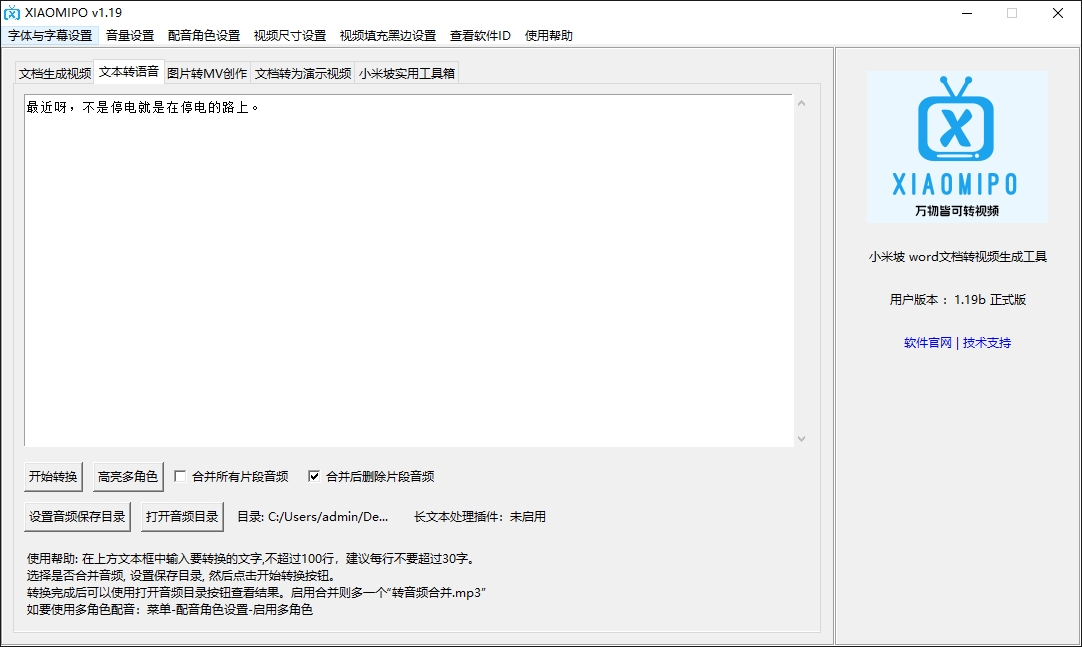 XIAOMIPO v1.19
字体与字幕设置 音量设置 配音角色设置 视频尺寸设置 视频填充黑边设置 查看软件ID 使用帮助
文档生成视频 文本转语音 图片转MV创作 文档转为演示视频 小米坡实用工具箱
最近呀，不是停电就是在停电的路上。
开始转换 高亮多角色 合并所有片段音频 合并后删除片段音频
设置音频保存目录 打开音频目录 目录: C:/Users/admin/De... 长文本处理插件：未启用
使用帮助: 在上方文本框中输入要转换的文字,不超过100行，建议每行不要超过30字。
选择是否合并音频, 设置保存目录, 然后点击开始转换按钮。
转换完成后可以使用打开音频目录按钮查看结果。启用合并则多一个“转音频合并.mp3”
如要使用多角色配音：菜单-配音角色设置-启用多角色
XIAOMIPO
万物皆可转视频
小米坡 word文档转视频生成工具
用户版本 ：1.19b 正式版
软件官网 | 技术支持